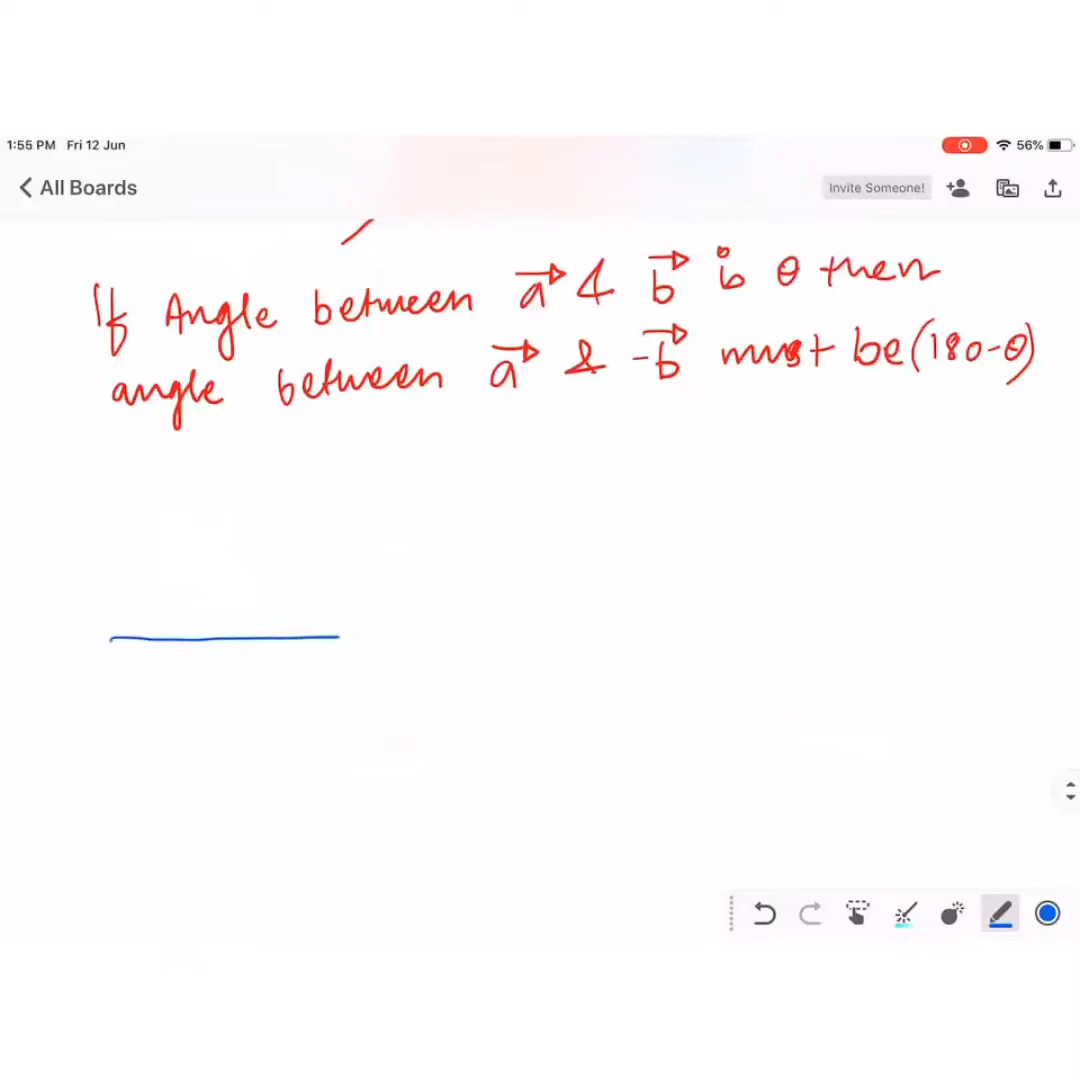 1:55 PM Fri 12 Jun 56%
All Boards Invite Someone!
If Angle between a⃗ & b⃗ is θ then
angle between a⃗ & -b⃗ must be (180-θ)